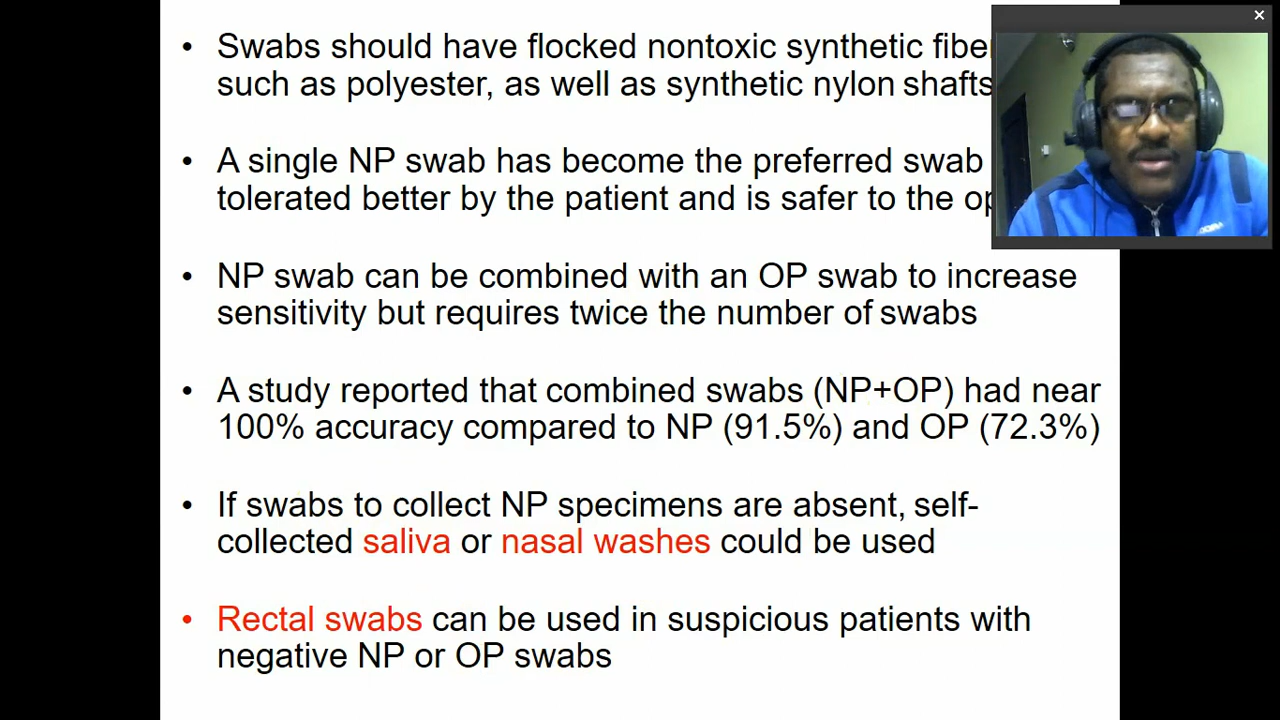 • Swabs should have flocked nontoxic synthetic fiber
such as polyester, as well as synthetic nylon shafts
• A single NP swab has become the preferred swab
tolerated better by the patient and is safer to the
• NP swab can be combined with an OP swab to increase
sensitivity but requires twice the number of swabs
• A study reported that combined swabs (NP+OP) had near
100% accuracy compared to NP (91.5%) and OP (72.3%)
• If swabs to collect NP specimens are absent, self-
collected saliva or nasal washes could be used
• Rectal swabs can be used in suspicious patients with
negative NP or OP swabs